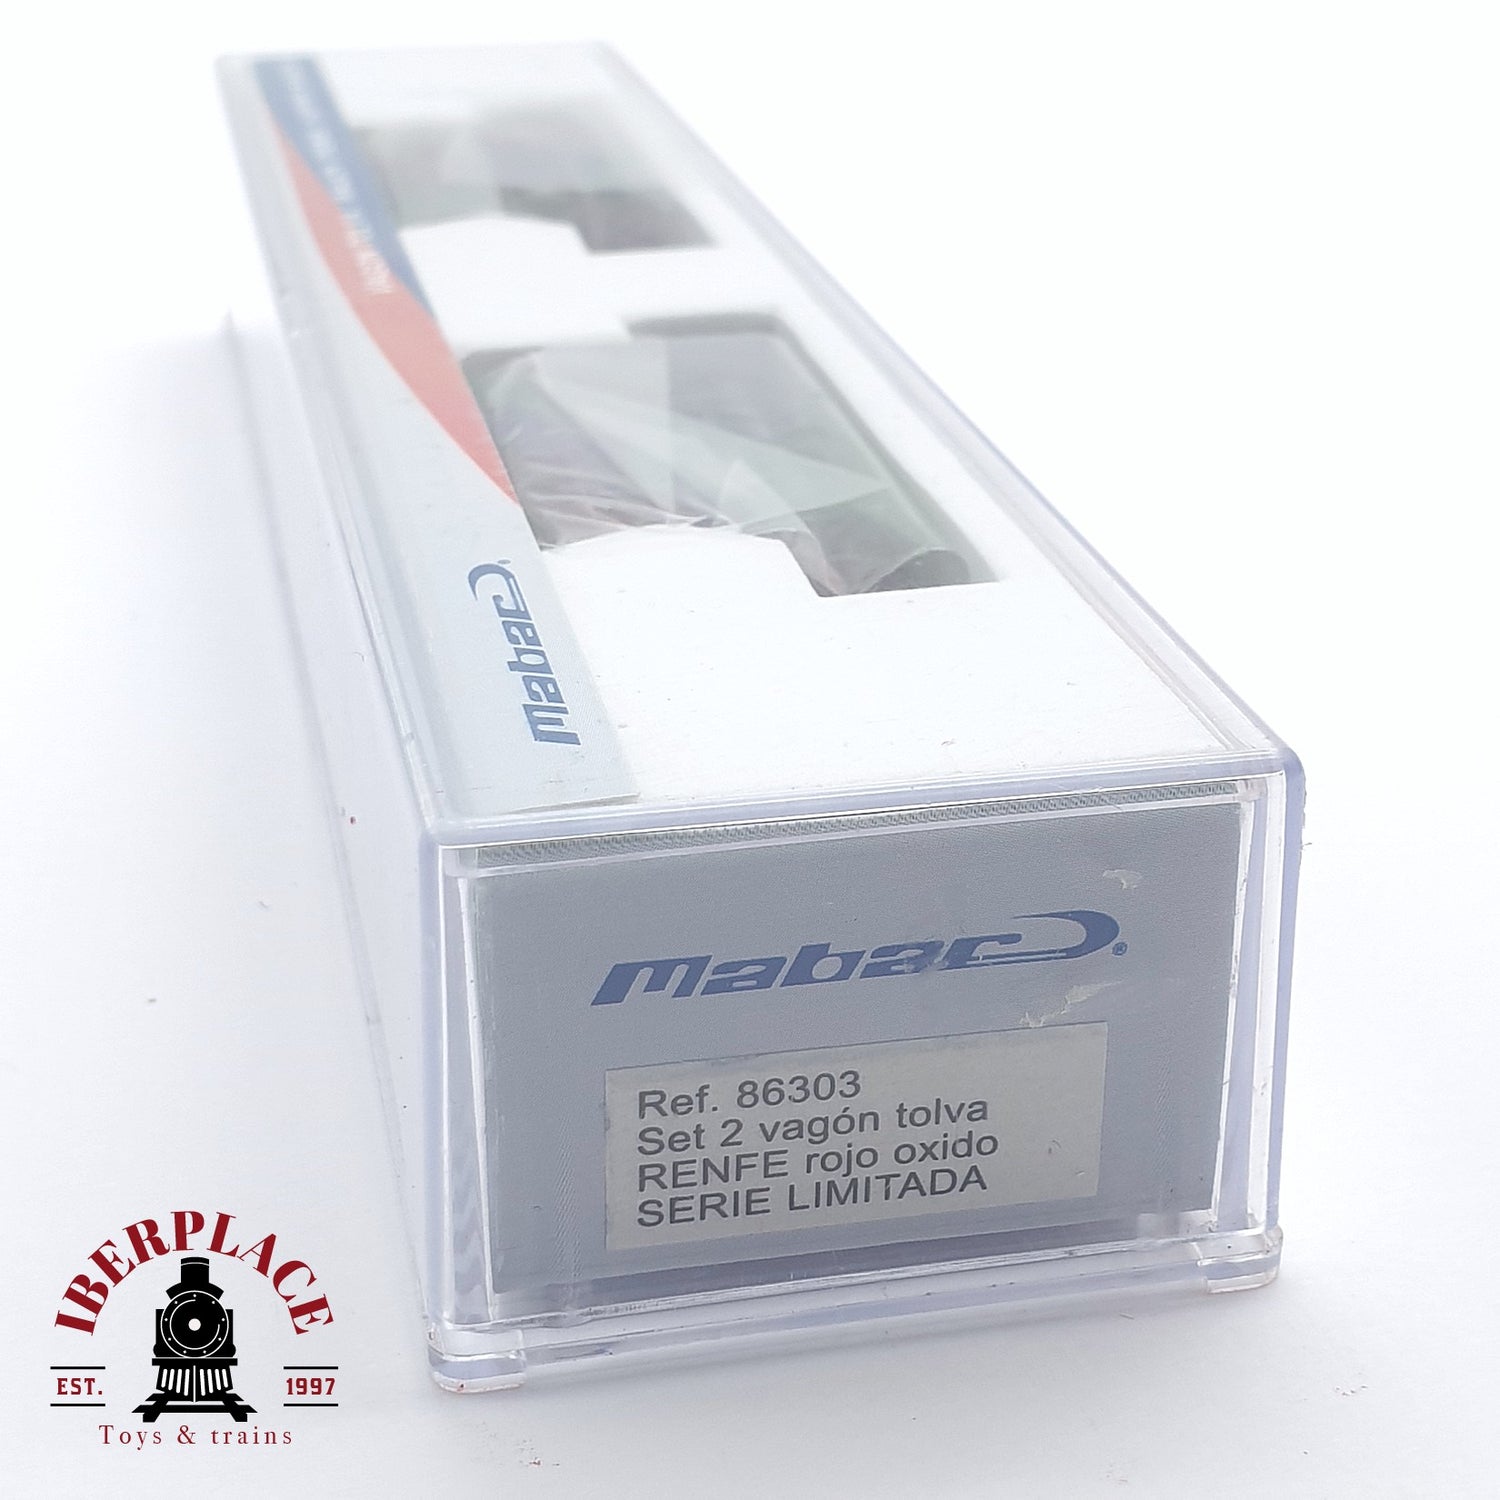 mabar®
mabar®
Ref. 86303
Set 2 vagón tolva
RENFE rojo oxido
SERIE LIMITADA
IBERPLACE
EST. 1997
Toys & trains